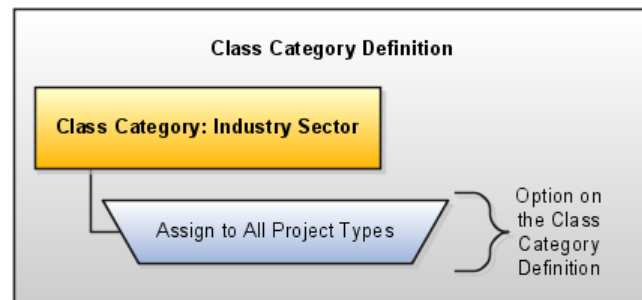 Class Category Definition
Class Category: Industry Sector
Assign to All Project Types
Option on
the Class
Category
Definition